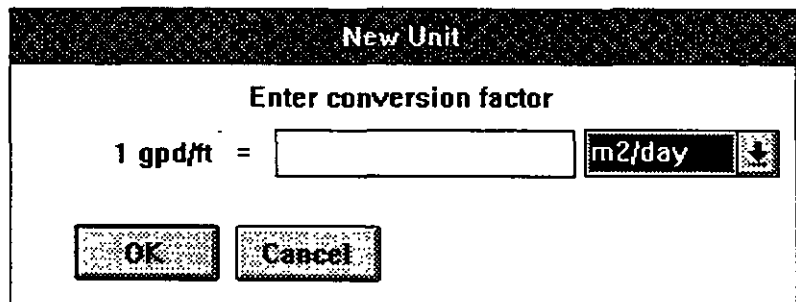 New Unit
Enter conversion factor
1 gpd/ft = m2/day
OK Cancel